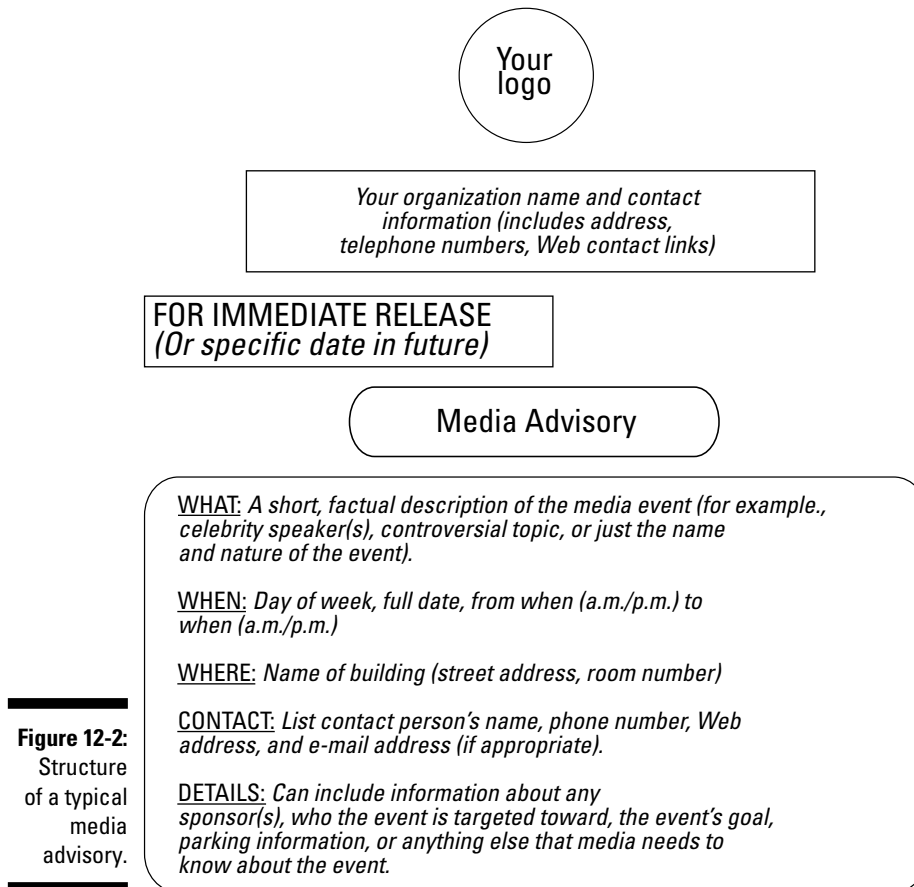 Your
logo
Your organization name and contact
information (includes address,
telephone numbers, Web contact links)
FOR IMMEDIATE RELEASE
(Or specific date in future)
Media Advisory
WHAT: A short, factual description of the media event (for example.,
celebrity speaker(s), controversial topic, or just the name
and nature of the event).
WHEN: Day of week, full date, from when (a.m./p.m.) to
when (a.m./p.m.)
WHERE: Name of building (street address, room number)
CONTACT: List contact person's name, phone number, Web
address, and e-mail address (if appropriate).
DETAILS: Can include information about any
sponsor(s), who the event is targeted toward, the event's goal,
parking information, or anything else that media needs to
know about the event.
Figure 12-2:
Structure
of a typical
media
advisory.